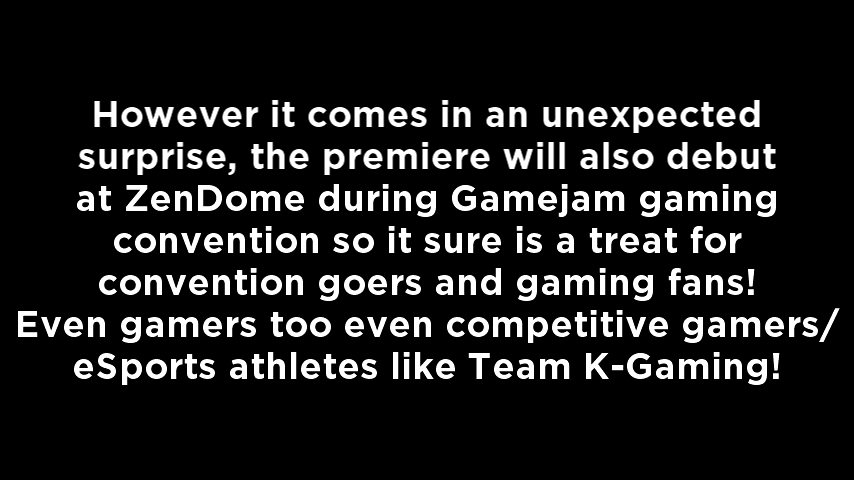 However it comes in an unexpected
surprise, the premiere will also debut
at ZenDome during Gamejam gaming
convention so it sure is a treat for
convention goers and gaming fans!
Even gamers too even competitive gamers/
eSports athletes like Team K-Gaming!